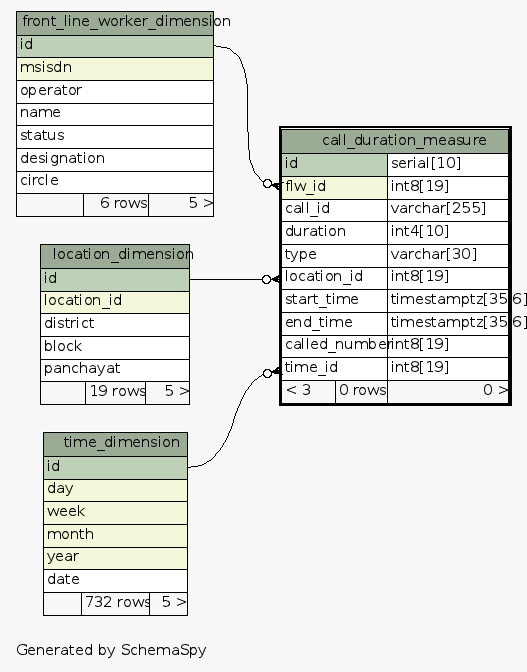 front_line_worker_dimension
id
msisdn
operator
name
status
designation
circle
6 rows 5 >
location_dimension
id
location_id
district
block
panchayat
19 rows 5 >
time_dimension
id
day
week
month
year
date
732 rows 5 >
call_duration_measure
id serial[10]
flw_id int8[19]
call_id varchar[255]
duration int4[10]
type varchar[30]
location_id int8[19]
start_time timestamptz[35,6]
end_time timestamptz[35,6]
called_number int8[19]
time_id int8[19]
< 3 0 rows 0 >
Generated by SchemaSpy